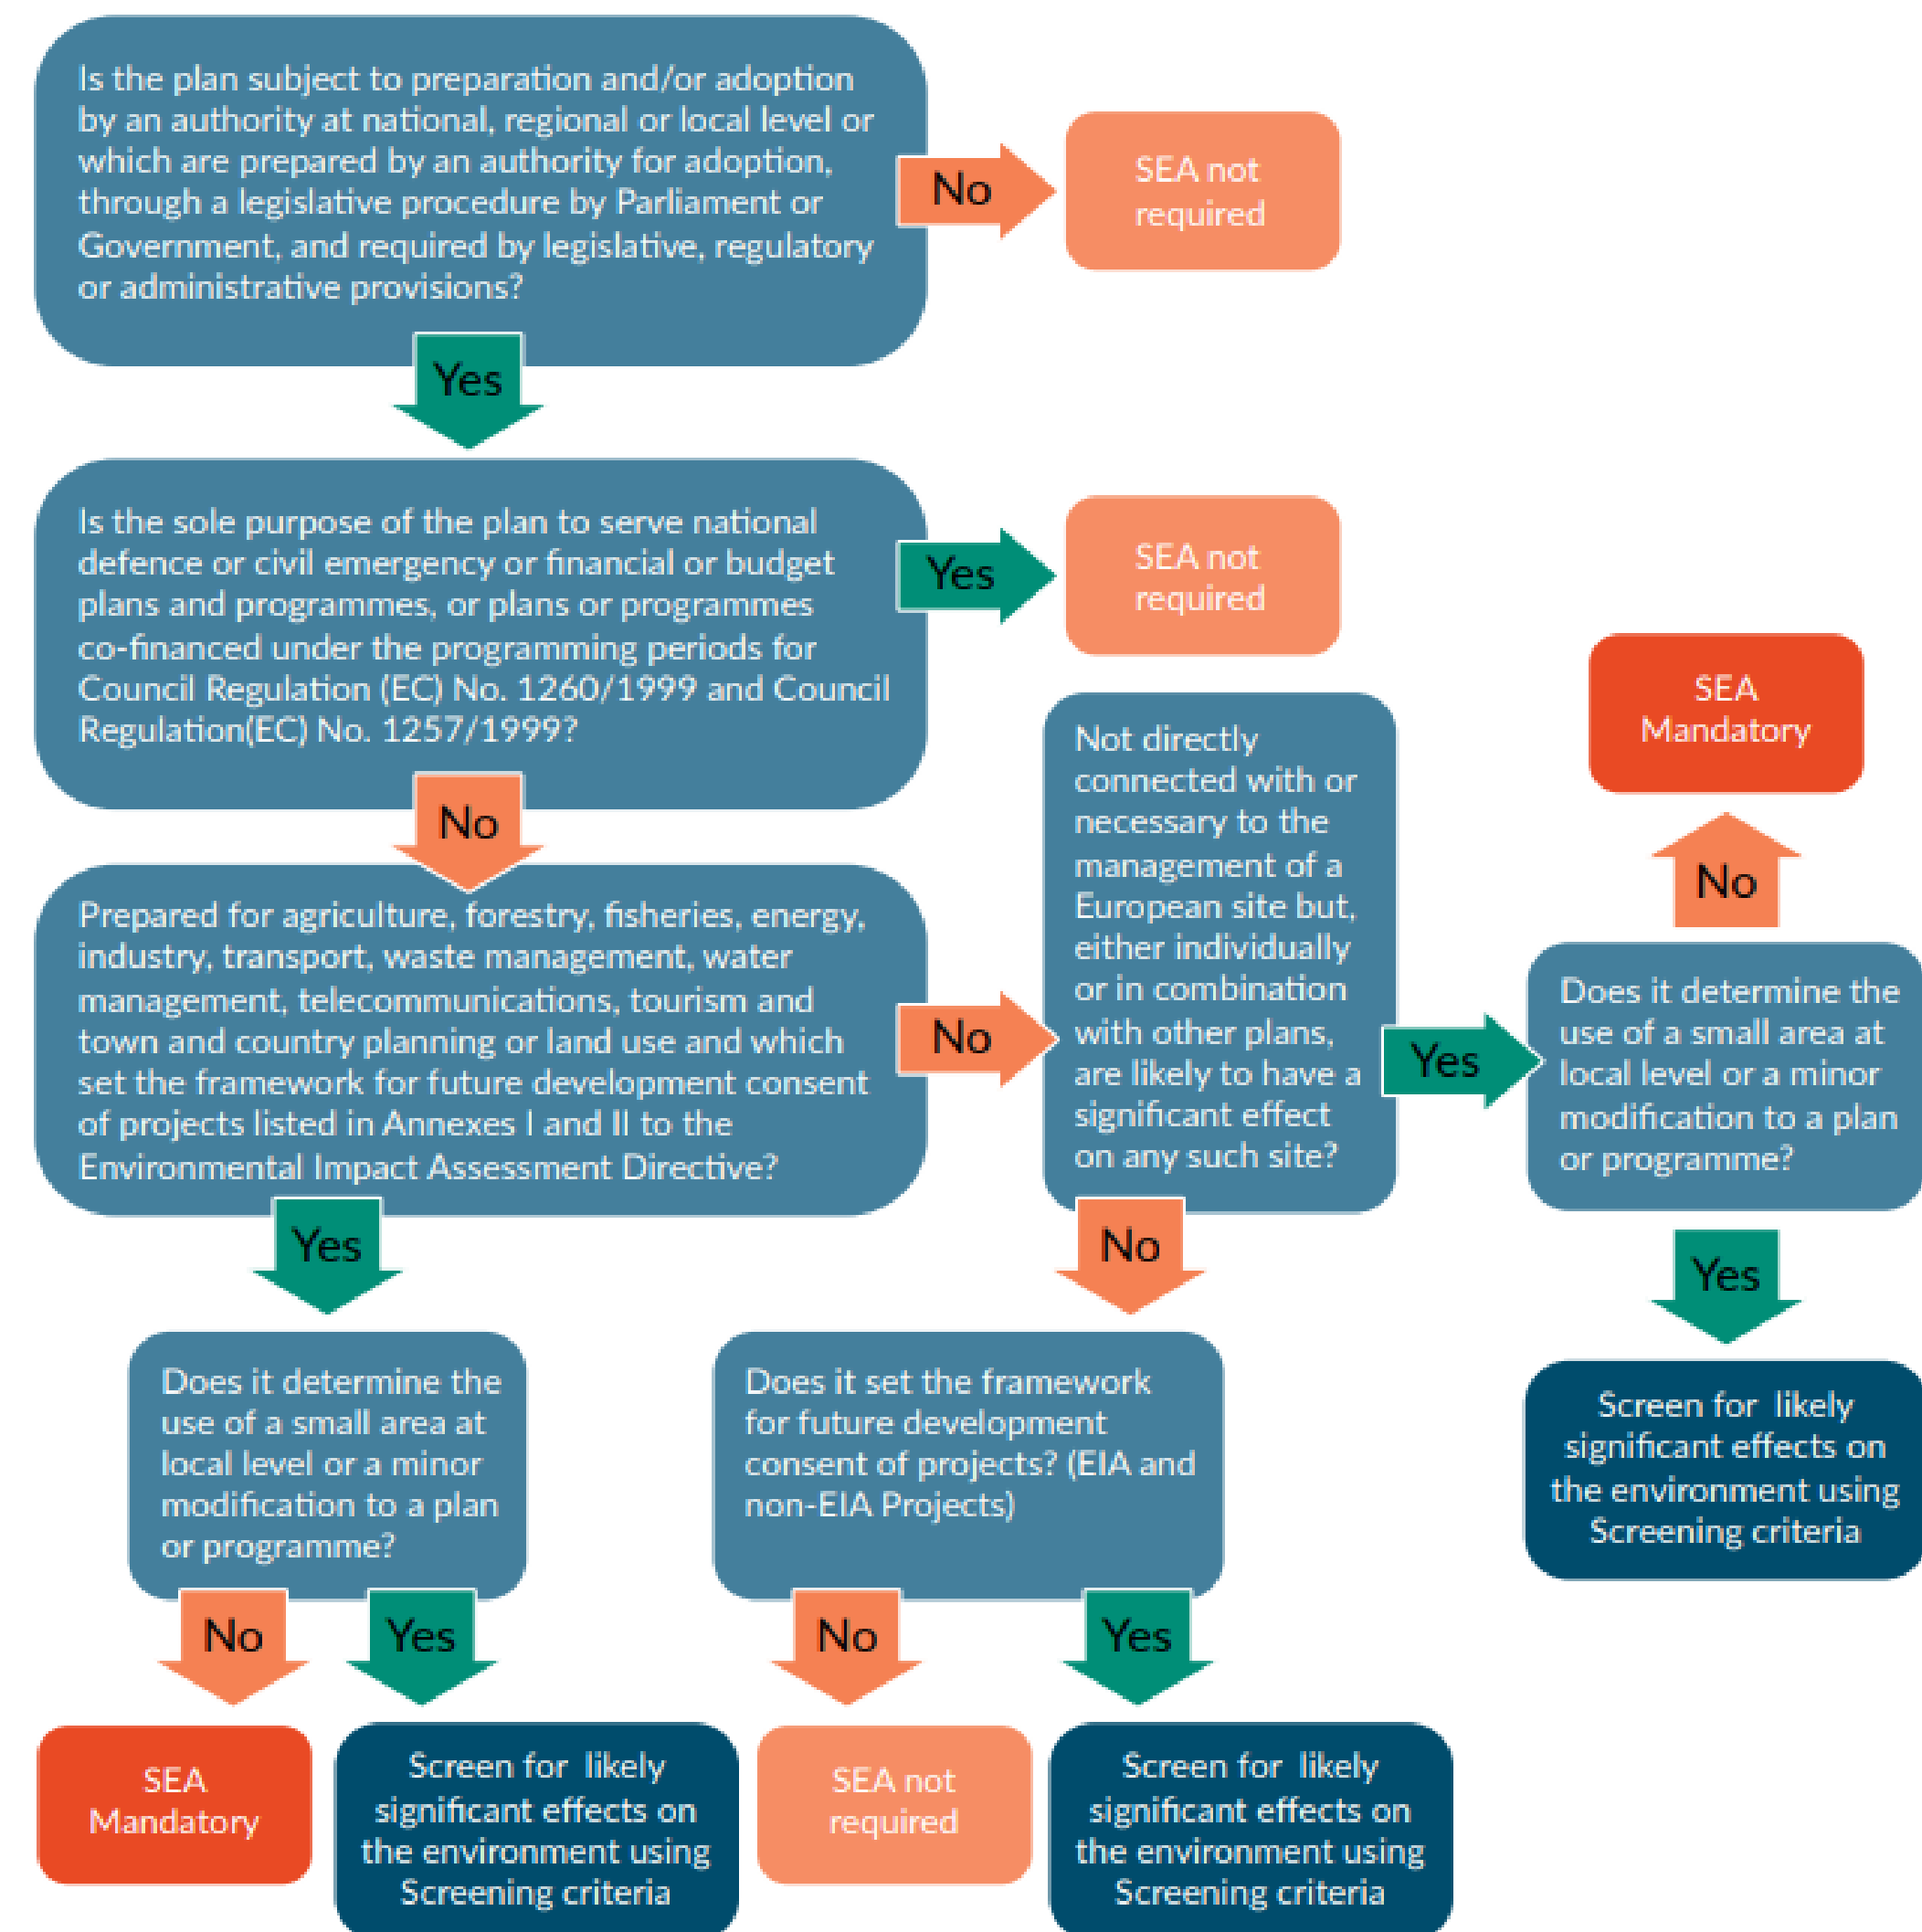 Is the plan subject to preparation and/or adoption
by an authority at national, regional or local level or
which are prepared by an authority for adoption,
through a legislative procedure by Parliament or
Government, and required by legislative, regulatory
or administrative provisions?
No
SEA not
required
Yes
Is the sole purpose of the plan to serve national
defence or civil emergency or financial or budget
plans and programmes, or plans or programmes
co-financed under the programming periods for
Council Regulation (EC) No. 1260/1999 and Council
Regulation(EC) No. 1257/1999?
Yes
SEA not
required
No
Prepared for agriculture, forestry, fisheries, energy,
industry, transport, waste management, water
management, telecommunications, tourism and
town and country planning or land use and which
set the framework for future development consent
of projects listed in Annexes I and II to the
Environmental Impact Assessment Directive?
No
Not directly
connected with or
necessary to the
management of a
European site but,
either individually
or in combination
with other plans,
are likely to have a
significant effect
on any such site?
Yes
Does it determine the
use of a small area at
local level or a minor
modification to a plan
or programme?
No
SEA
Mandatory
Yes
Screen for likely
significant effects on
the environment using
Screening criteria
Yes
Does it determine the
use of a small area at
local level or a minor
modification to a plan
or programme?
No
Yes
SEA
Mandatory
Screen for likely
significant effects on
the environment using
Screening criteria
No
Does it set the framework
for future development
consent of projects? (EIA and
non-EIA Projects)
No
Yes
SEA not
required
Screen for likely
significant effects on
the environment using
Screening criteria